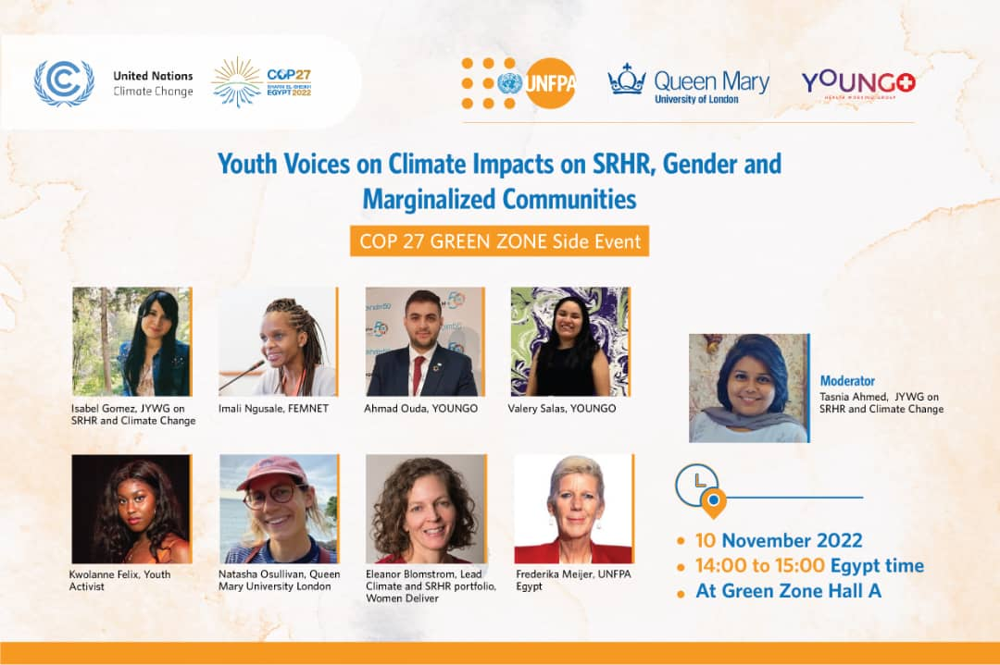 United Nations
Climate Change
COP27
SHARM EL-SHEIKH
EGYPT2022
UNFPA
Queen Mary
University of London
YOUNGO
HEALTH WORKING GROUP
Youth Voices on Climate Impacts on SRHR, Gender and
Marginalized Communities
COP 27 GREEN ZONE Side Event
Isabel Gomez, JYWG on
SRHR and Climate Change
Imali Ngusale, FEMNET
Ahmad Ouda, YOUNGO
Valery Salas, YOUNGO
Moderator
Tasnia Ahmed, JYWG on
SRHR and Climate Change
Kwolanne Felix, Youth
Activist
Natasha Osullivan, Queen
Mary University London
Eleanor Blomstrom, Lead
Climate and SRHR portfolio,
Women Deliver
Frederika Meijer, UNFPA
Egypt
• 10 November 2022
• 14:00 to 15:00 Egypt time
• At Green Zone Hall A